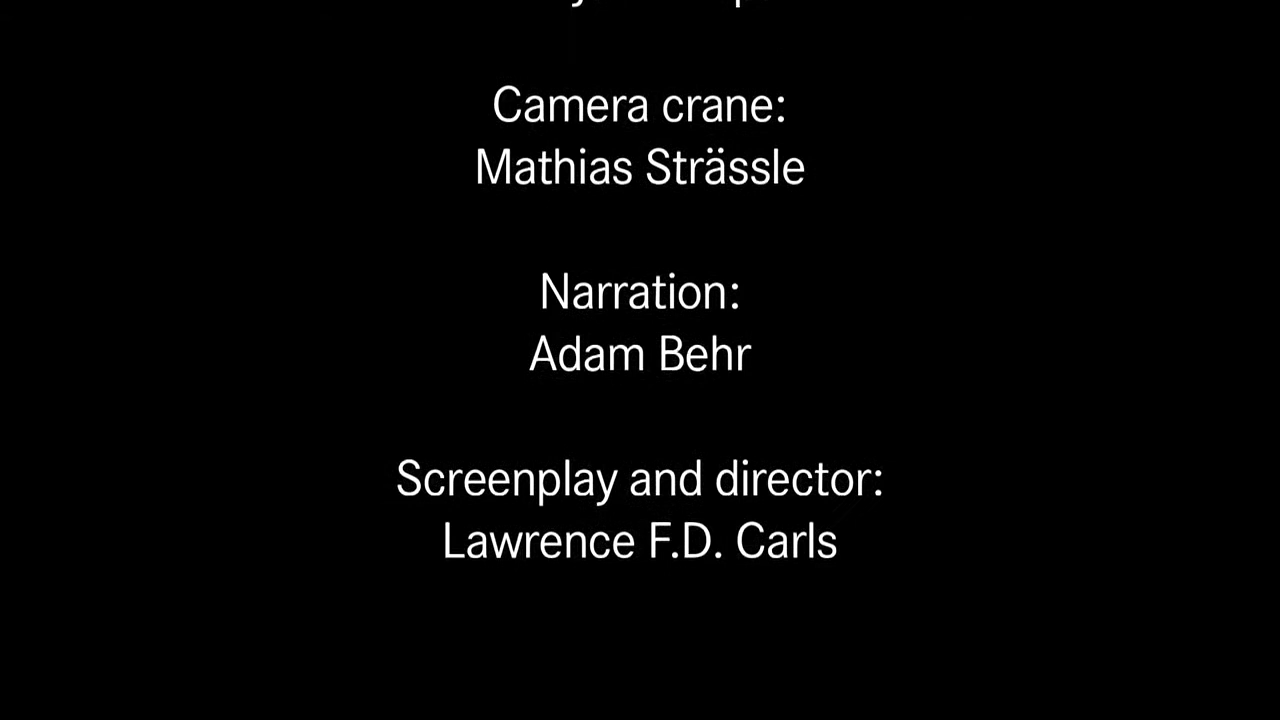 Camera crane:
Mathias Strässle
Narration:
Adam Behr
Screenplay and director:
Lawrence F.D. Carls